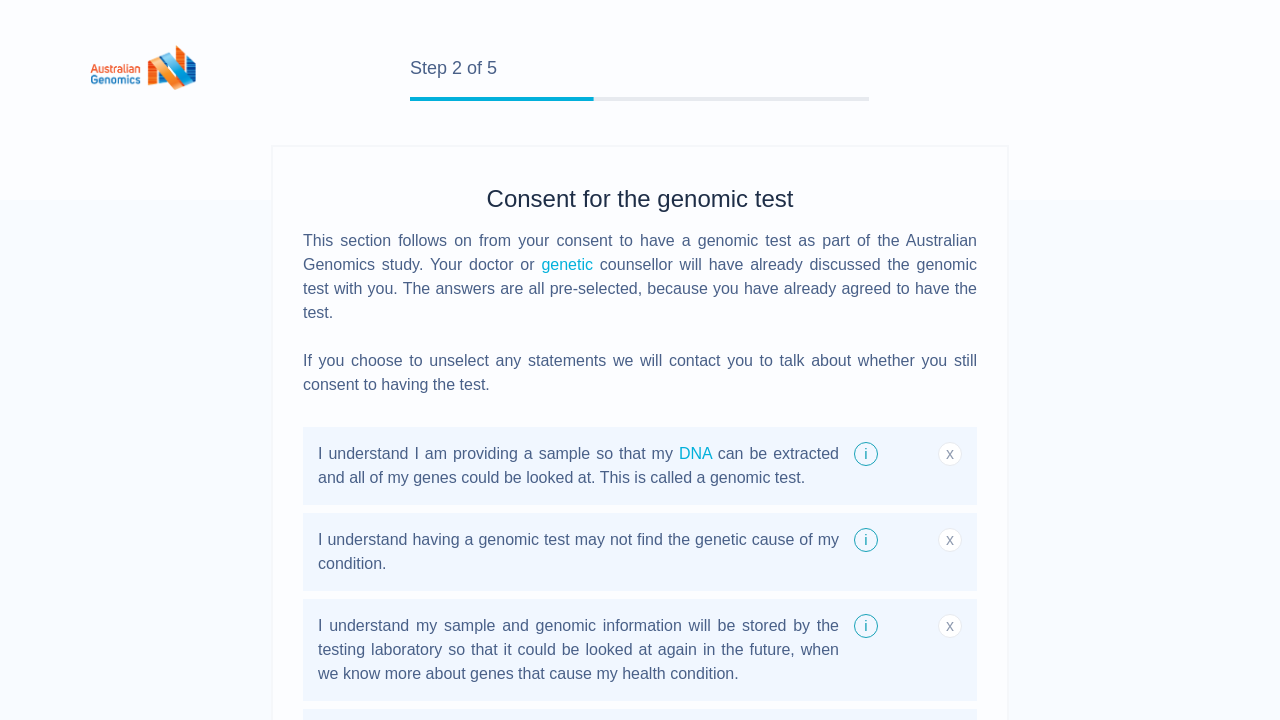 Australian
Genomics
Step 2 of 5
Consent for the genomic test
This section follows on from your consent to have a genomic test as part of the Australian
Genomics study. Your doctor or genetic counsellor will have already discussed the genomic
test with you. The answers are all pre-selected, because you have already agreed to have the
test.
If you choose to unselect any statements we will contact you to talk about whether you still
consent to having the test.
I understand I am providing a sample so that my DNA can be extracted
and all of my genes could be looked at. This is called a genomic test.
i
x
I understand having a genomic test may not find the genetic cause of my
condition.
i
x
I understand my sample and genomic information will be stored by the
testing laboratory so that it could be looked at again in the future, when
we know more about genes that cause my health condition.
i
x